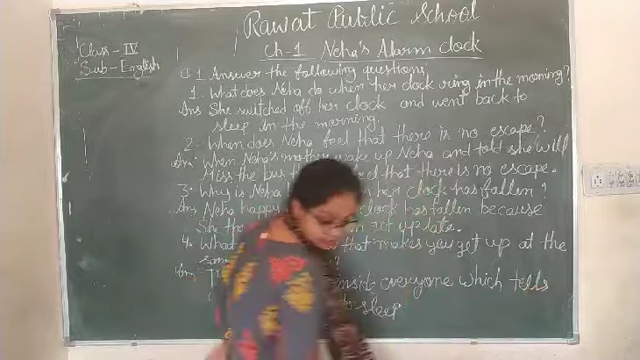 Rawat Public School
Class - IV
Sub - English
Ch-1 Neha's Alarm clock
Q.1 Answer the following questions:
1. What does Neha do when her clock ring in the morning?
Ans She switched off her clock and went back to
sleep in the morning.
2. When does Neha feel that there is no escape?
Ans: When Neha's mother wake up Neha and told she will
Miss the bus that there is no escape.
3. Why is Neha her clock has fallen?
Ans Neha happy clock has fallen because
She up late.
4. What that makes you get up at the
?
Ans inside everyone which tells
to sleep